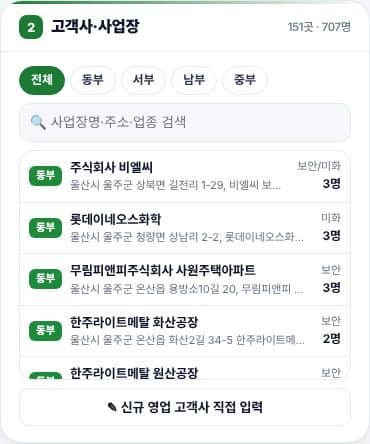 2 고객사·사업장 151곳 · 707명
전체 동부 서부 남부 중부
🔍 사업장명·주소·업종 검색
동부 주식회사 비엘씨 보안/미화
울산시 울주군 상북면 길천리 1-29, 비엘씨 보… 3명
동부 롯데이네오스화학 미화
울산시 울주군 청량면 상남리 2-2, 롯데이네오스화… 3명
동부 무림피앤피주식회사 사원주택아파트 보안
울산시 울주군 온산읍 용방소10길 20, 무림피앤피 … 3명
동부 한주라이트메탈 화산공장 보안
울산시 울주군 온산읍 화산2길 34-5 한주라이트메… 2명
동부 한주라이트메탈 원산공장 보안
✎ 신규 영업 고객사 직접 입력